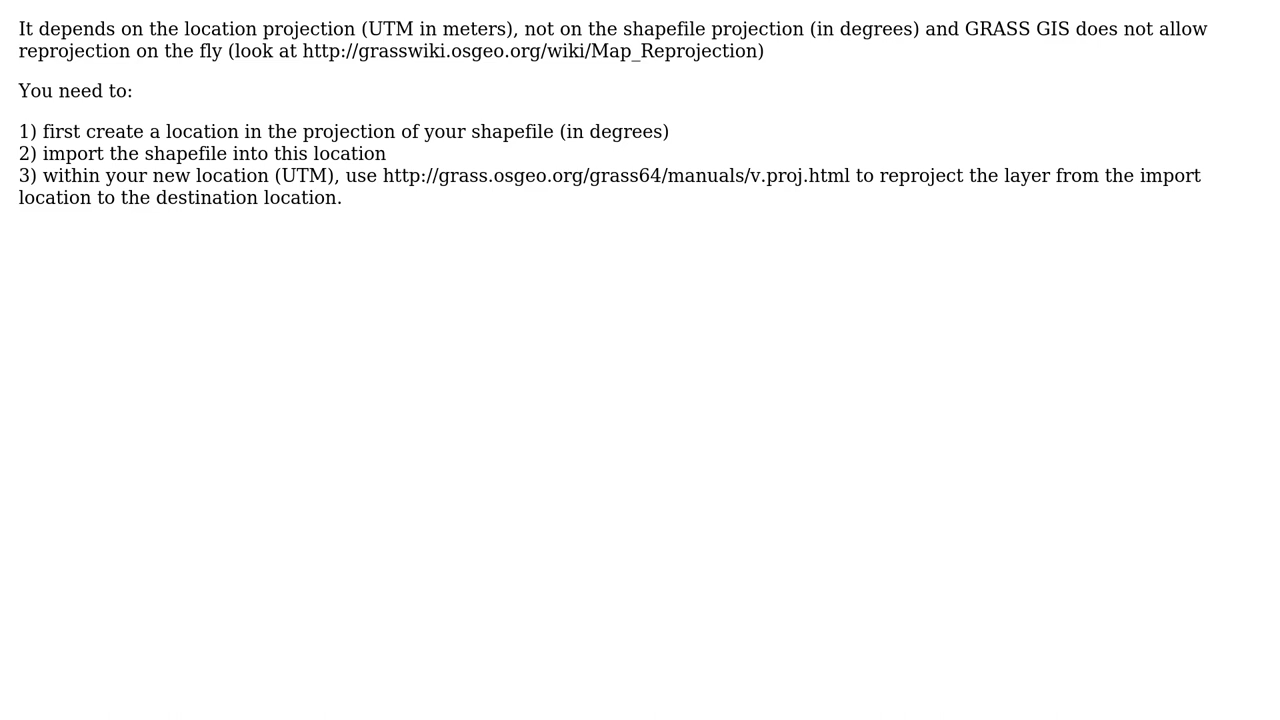 It depends on the location projection (UTM in meters), not on the shapefile projection (in degrees) and GRASS GIS does not allow
reprojection on the fly (look at http://grasswiki.osgeo.org/wiki/Map_Reprojection)
You need to:
1) first create a location in the projection of your shapefile (in degrees)
2) import the shapefile into this location
3) within your new location (UTM), use http://grass.osgeo.org/grass64/manuals/v.proj.html to reproject the layer from the import
location to the destination location.